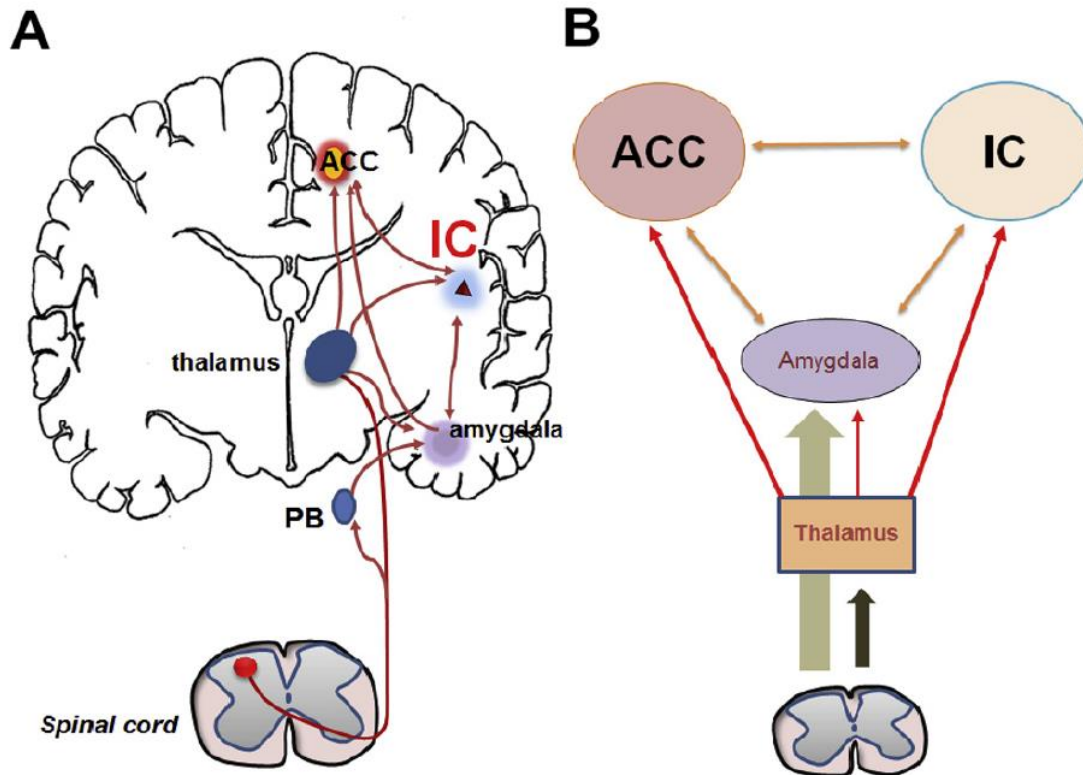 A
ACC
IC
thalamus
amygdala
PB
Spinal cord
B
ACC
IC
Amygdala
Thalamus